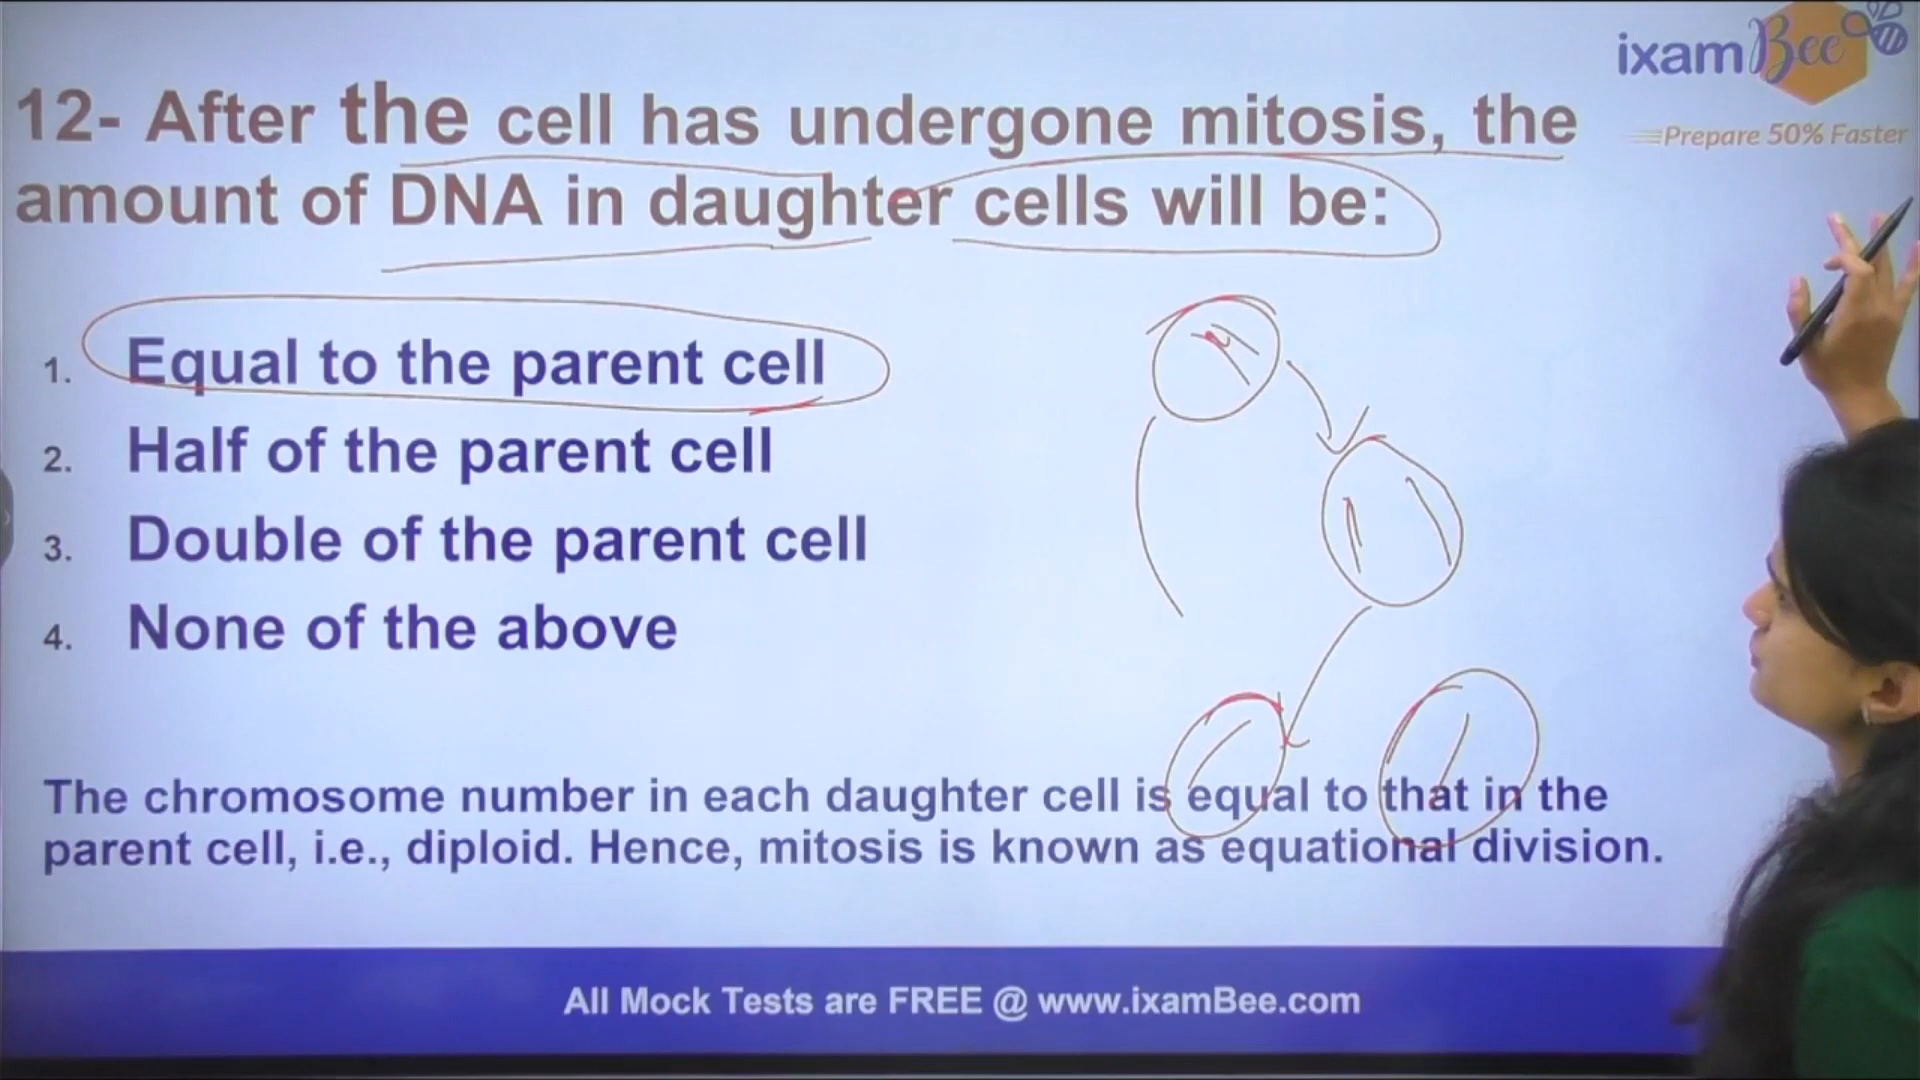 ixamBee
Prepare 50% Faster
12- After the cell has undergone mitosis, the
amount of DNA in daughter cells will be:
1. Equal to the parent cell
2. Half of the parent cell
3. Double of the parent cell
4. None of the above
The chromosome number in each daughter cell is equal to that in the
parent cell, i.e., diploid. Hence, mitosis is known as equational division.
All Mock Tests are FREE @ www.ixamBee.com